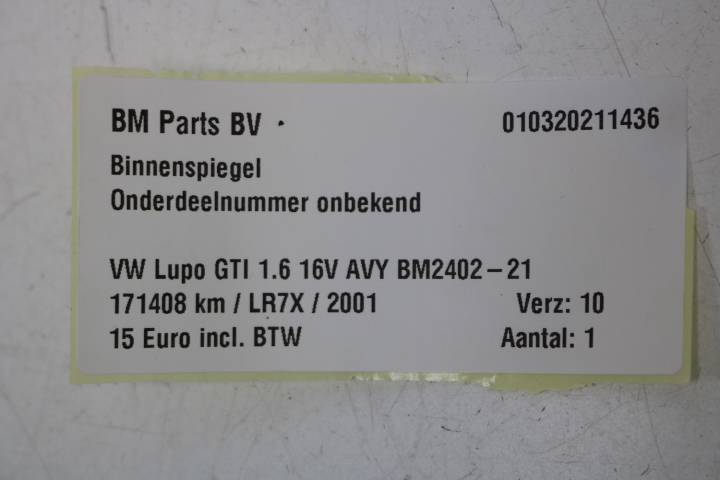 BM Parts BV 010320211436
Binnenspiegel
Onderdeelnummer onbekend
VW Lupo GTI 1.6 16V AVY BM2402-21
171408 km / LR7X / 2001 Verz: 10
15 Euro incl. BTW Aantal: 1